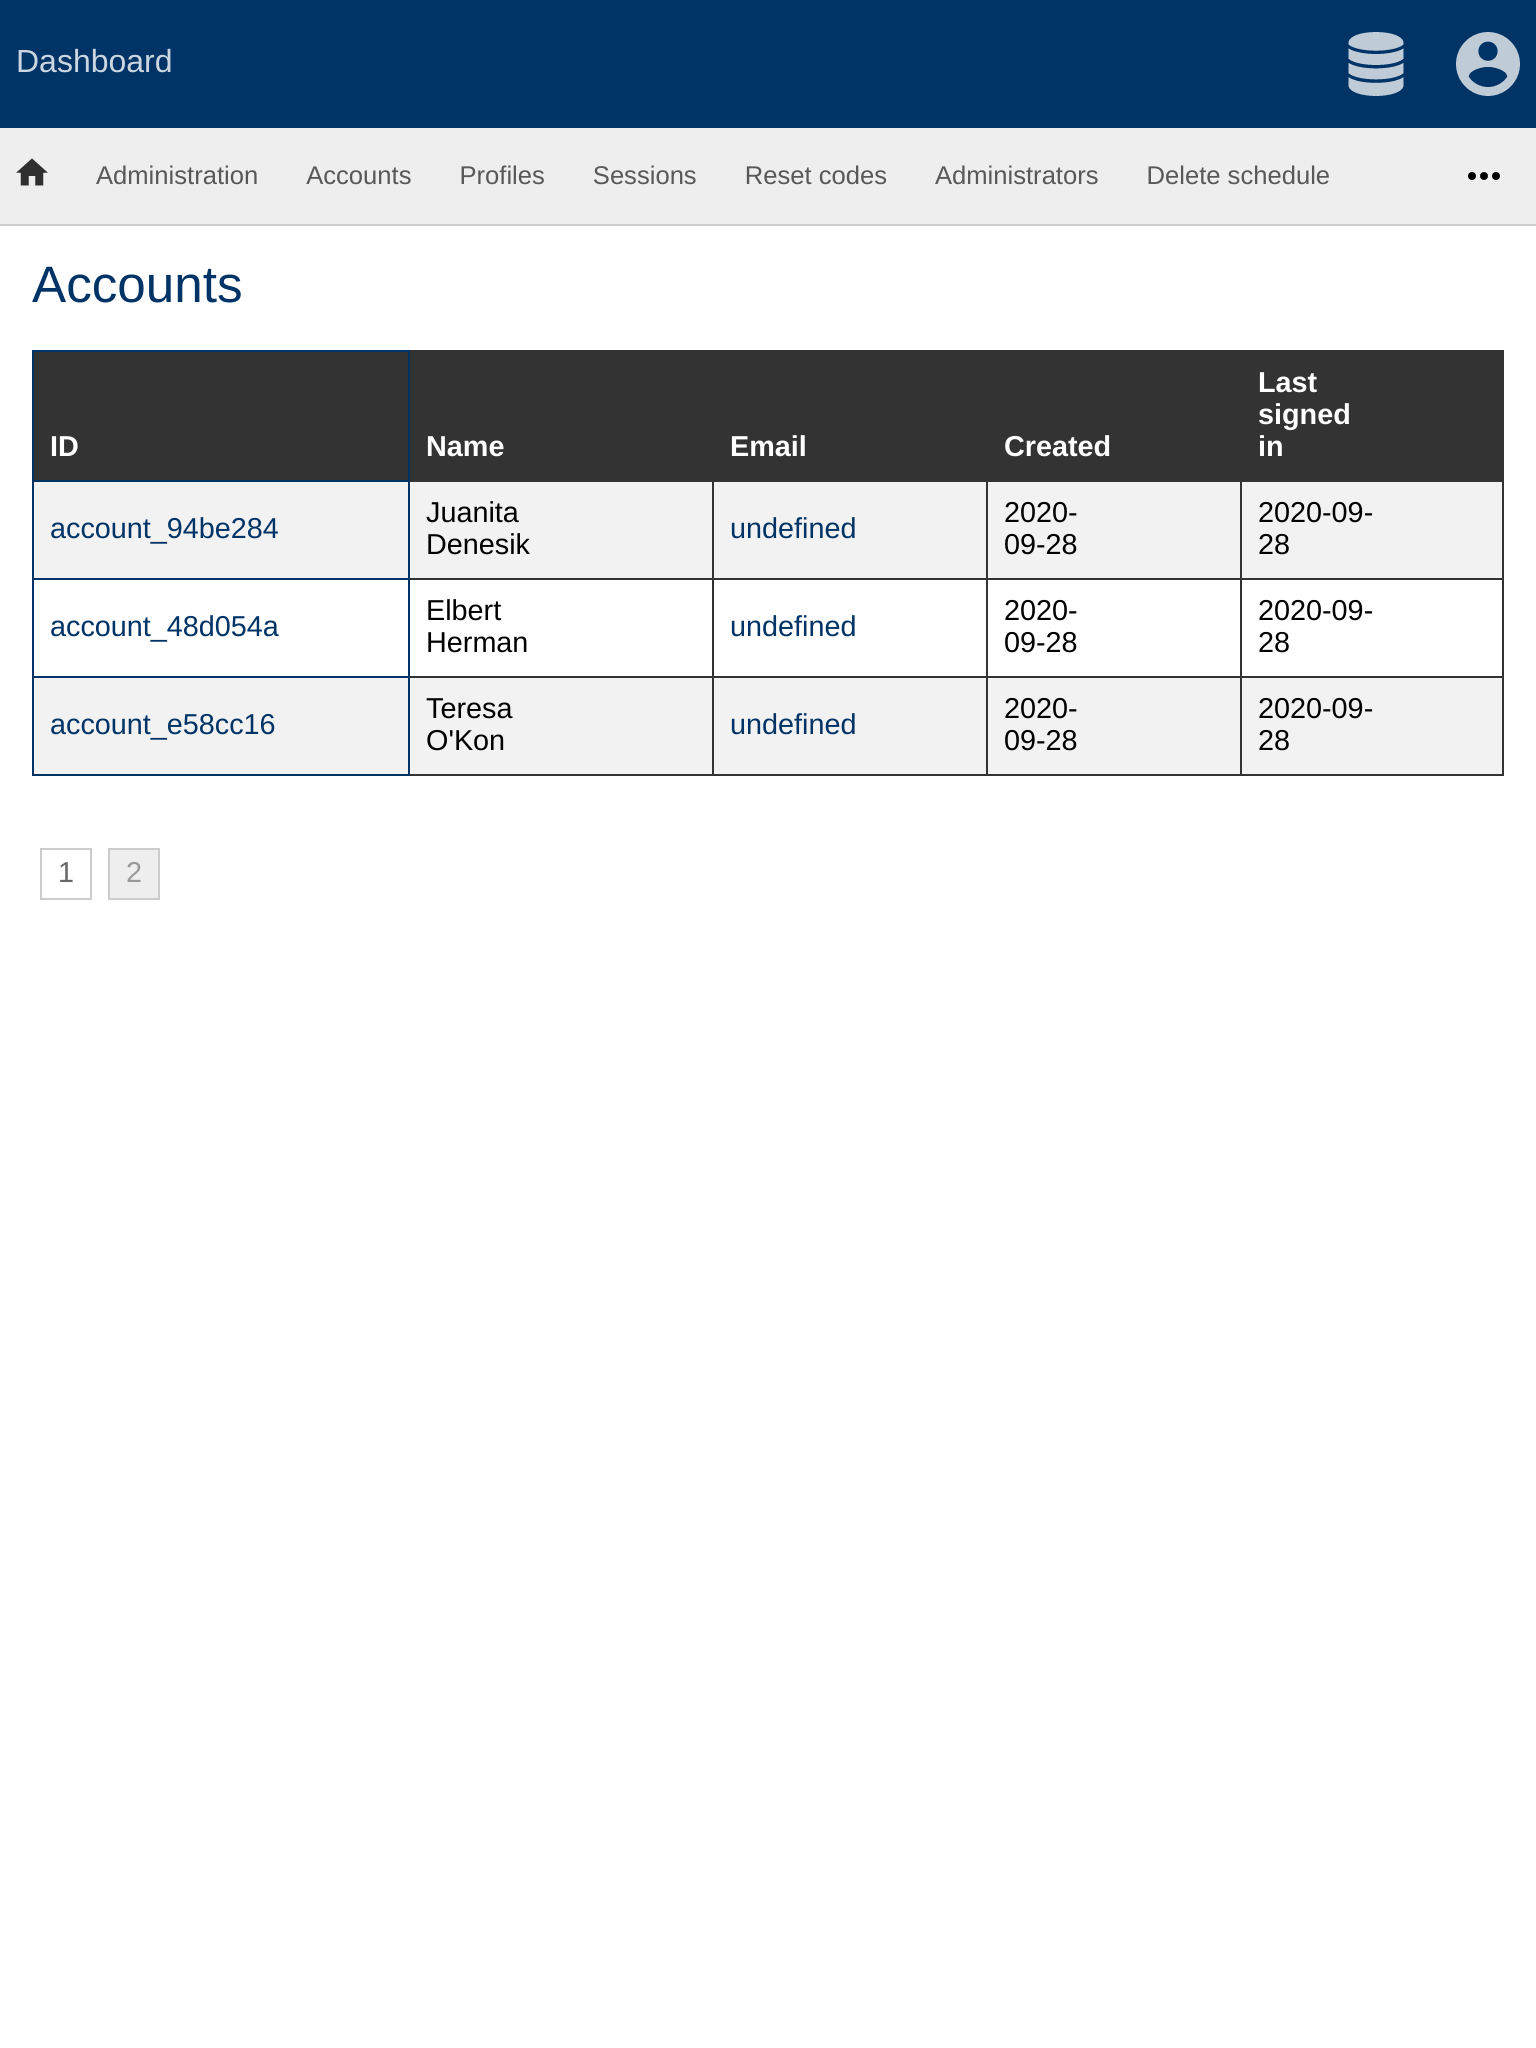 Dashboard
Administration Accounts Profiles Sessions Reset codes Administrators Delete schedule
Accounts
ID Name Email Created Last signed in
account_94be284 Juanita Denesik undefined 2020-09-28 2020-09-28
account_48d054a Elbert Herman undefined 2020-09-28 2020-09-28
account_e58cc16 Teresa O'Kon undefined 2020-09-28 2020-09-28
1 2